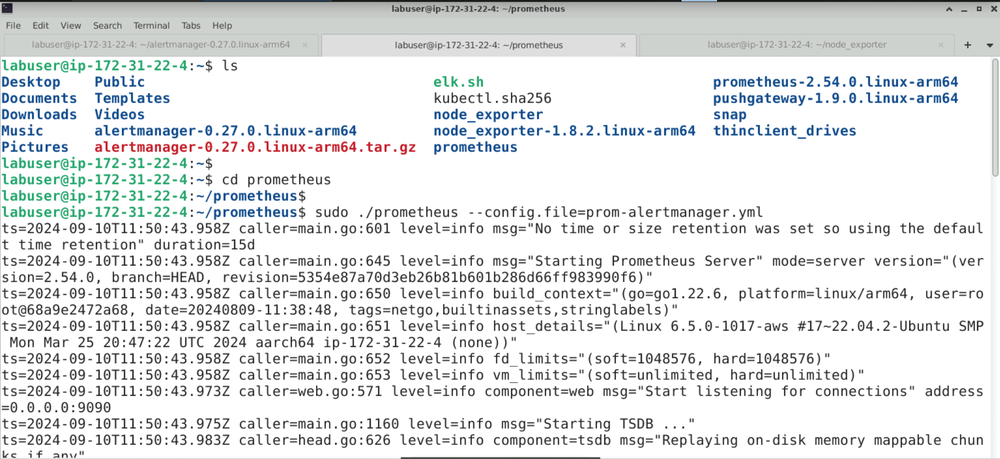 labuser@ip-172-31-22-4: ~/prometheus
File Edit View Search Terminal Tabs Help
labuser@ip-172-31-22-4: ~/alertmanager-0.27.0.linux-arm64 × labuser@ip-172-31-22-4: ~/prometheus × labuser@ip-172-31-22-4: ~/node_exporter ×
labuser@ip-172-31-22-4:~$ ls
Desktop Public elk.sh prometheus-2.54.0.linux-arm64
Documents Templates kubectl.sha256 pushgateway-1.9.0.linux-arm64
Downloads Videos node_exporter snap
Music alertmanager-0.27.0.linux-arm64 node_exporter-1.8.2.linux-arm64 thinclient_drives
Pictures alertmanager-0.27.0.linux-arm64.tar.gz prometheus
labuser@ip-172-31-22-4:~$
labuser@ip-172-31-22-4:~$ cd prometheus
labuser@ip-172-31-22-4:~/prometheus$
labuser@ip-172-31-22-4:~/prometheus$ sudo ./prometheus --config.file=prom-alertmanager.yml
ts=2024-09-10T11:50:43.958Z caller=main.go:601 level=info msg="No time or size retention was set so using the defaul
t time retention" duration=15d
ts=2024-09-10T11:50:43.958Z caller=main.go:645 level=info msg="Starting Prometheus Server" mode=server version="(ver
sion=2.54.0, branch=HEAD, revision=5354e87a70d3eb26b81b601b286d66ff983990f6)"
ts=2024-09-10T11:50:43.958Z caller=main.go:650 level=info build_context="(go=go1.22.6, platform=linux/arm64, user=ro
ot@68a9e2472a68, date=20240809-11:38:48, tags=netgo,builtinassets,stringlabels)"
ts=2024-09-10T11:50:43.958Z caller=main.go:651 level=info host_details="(Linux 6.5.0-1017-aws #17~22.04.2-Ubuntu SMP
Mon Mar 25 20:47:22 UTC 2024 aarch64 ip-172-31-22-4 (none))"
ts=2024-09-10T11:50:43.958Z caller=main.go:652 level=info fd_limits="(soft=1048576, hard=1048576)"
ts=2024-09-10T11:50:43.958Z caller=main.go:653 level=info vm_limits="(soft=unlimited, hard=unlimited)"
ts=2024-09-10T11:50:43.973Z caller=web.go:571 level=info component=web msg="Start listening for connections" address
=0.0.0.0:9090
ts=2024-09-10T11:50:43.975Z caller=main.go:1160 level=info msg="Starting TSDB ..."
ts=2024-09-10T11:50:43.983Z caller=head.go:626 level=info component=tsdb msg="Replaying on-disk memory mappable chun
ks if any"